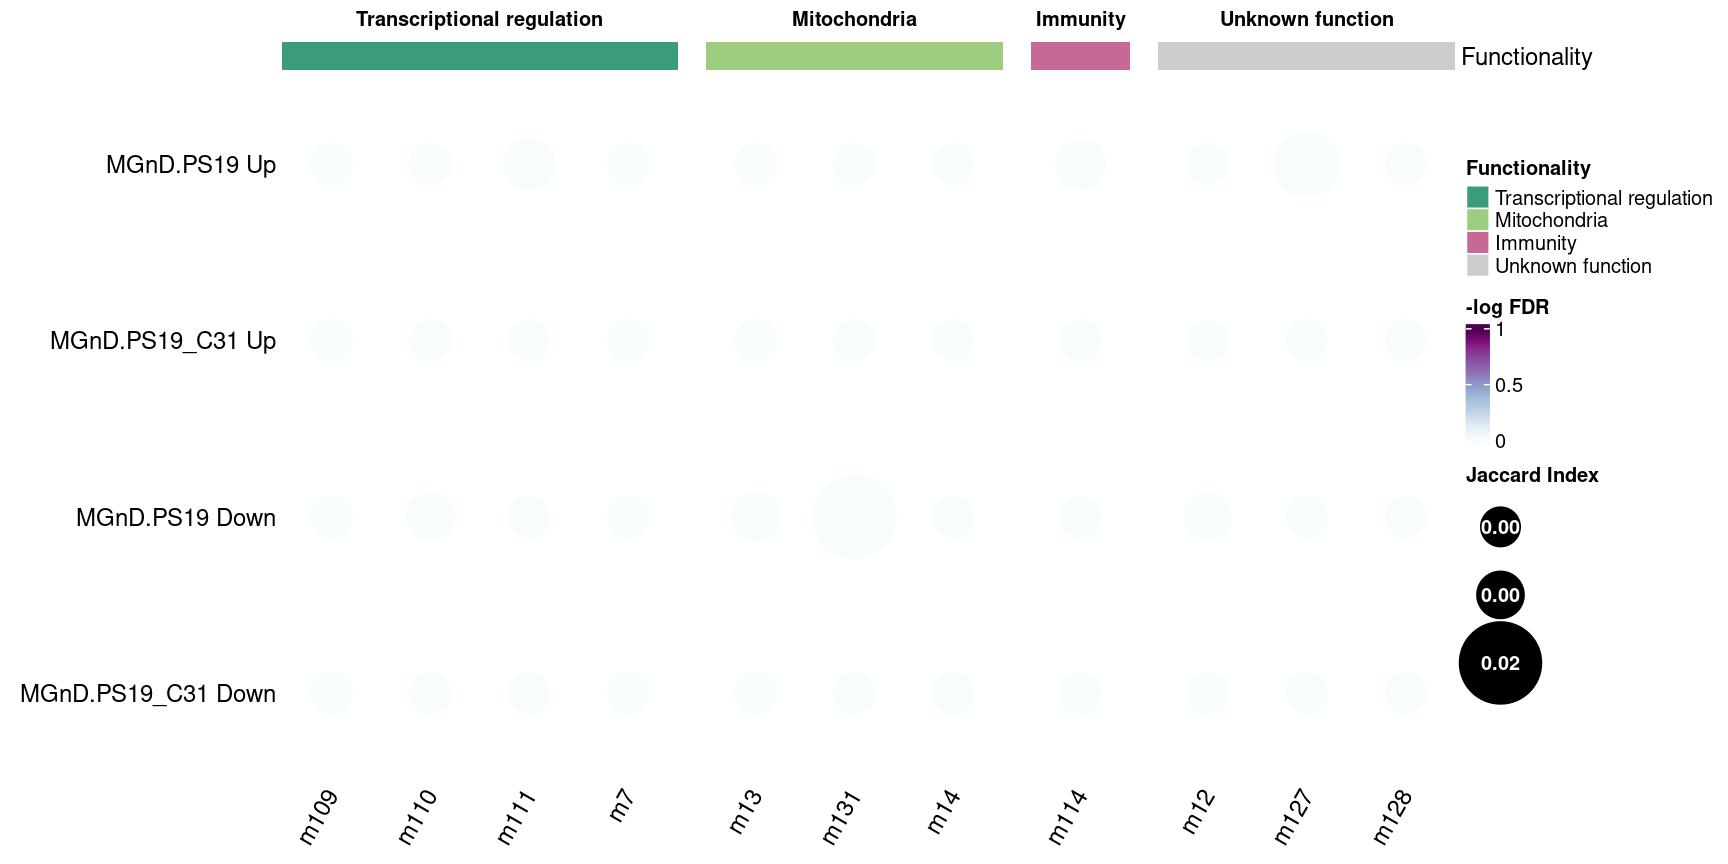 Transcriptional regulation Mitochondria Immunity Unknown function
Functionality
MGnD.PS19 Up
MGnD.PS19_C31 Up
MGnD.PS19 Down
MGnD.PS19_C31 Down
m109 m110 m111 m7 m13 m131 m14 m114 m12 m127 m128
Functionality
Transcriptional regulation
Mitochondria
Immunity
Unknown function
-log FDR
1
0.5
0
Jaccard Index
0.00
0.00
0.02